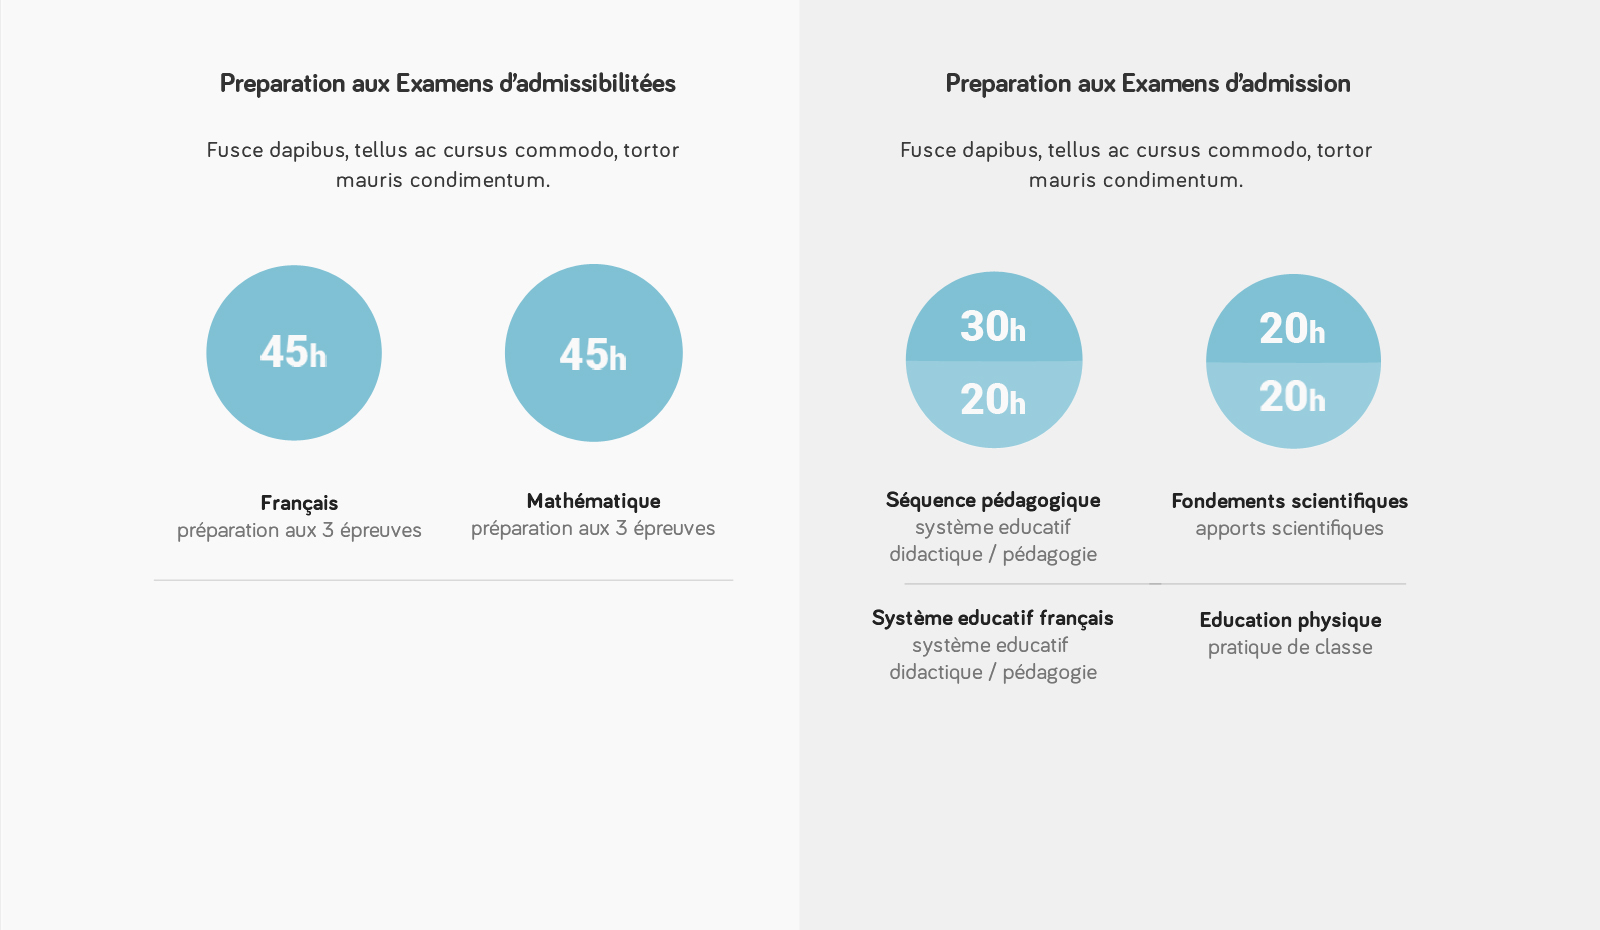 Preparation aux Examens d’admissibilitées
Fusce dapibus, tellus ac cursus commodo, tortor
mauris condimentum.
45h
45h
Français
préparation aux 3 épreuves
Mathématique
préparation aux 3 épreuves
Preparation aux Examens d’admission
Fusce dapibus, tellus ac cursus commodo, tortor
mauris condimentum.
30h
20h
20h
20h
Séquence pédagogique
système educatif
didactique / pédagogie
Fondements scientifiques
apports scientifiques
Système educatif français
système educatif
didactique / pédagogie
Education physique
pratique de classe